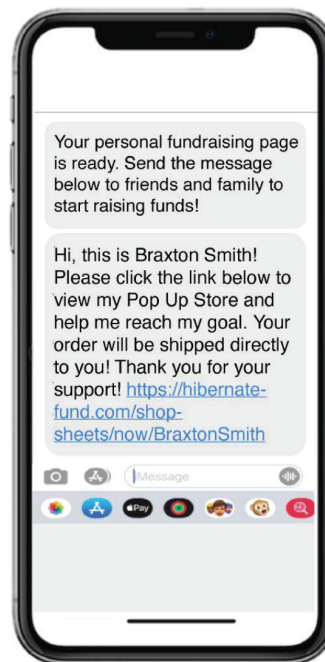 Your personal fundraising page
is ready. Send the message
below to friends and family to
start raising funds!
Hi, this is Braxton Smith!
Please click the link below to
view my Pop Up Store and
help me reach my goal. Your
order will be shipped directly
to you! Thank you for your
support! https://hibernate-
fund.com/shop-
sheets/now/BraxtonSmith
iMessage
Pay